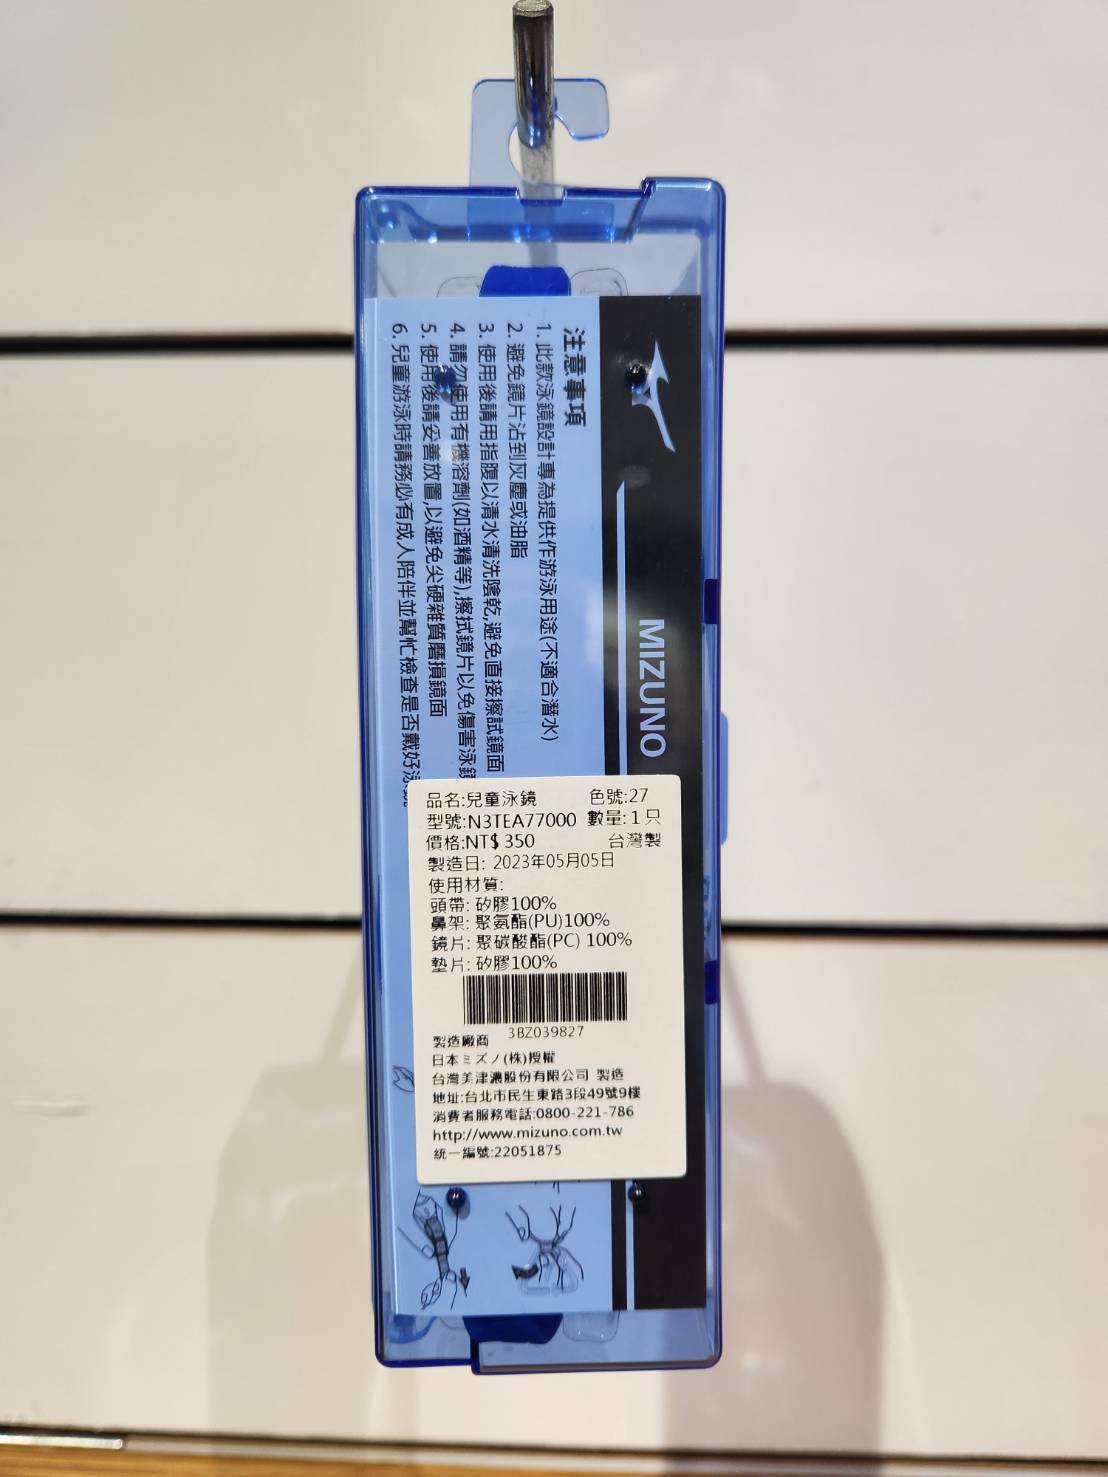 MIZUNO
注意事項
1. 此款泳鏡設計專為提供作游泳用途(不適合潛水)
2. 避免鏡片沾到灰塵或油脂
3. 使用後請用指腹以清水清洗陰乾,避免直接擦試鏡面
4. 請勿使用有機溶劑(如酒精等),擦拭鏡片以免傷害泳鏡
5. 使用後請妥善放置,以避免尖硬雜質磨損鏡面
6. 兒童游泳時請務必有成人陪伴並幫忙檢查是否戴好泳鏡
品名:兒童泳鏡 色號:27
型號:N3TEA77000 數量:1只
價格:NT$ 350 台灣製
製造日: 2023年05月05日
使用材質:
頭帶: 矽膠100%
鼻架: 聚氨酯(PU)100%
鏡片: 聚碳酸酯(PC) 100%
墊片: 矽膠100%
3BZ039827
製造廠商
日本ミズノ(株)授權
台灣美津濃股份有限公司 製造
地址:台北市民生東路3段49號9樓
消費者服務電話:0800-221-786
http://www.mizuno.com.tw
統一編號:22051875